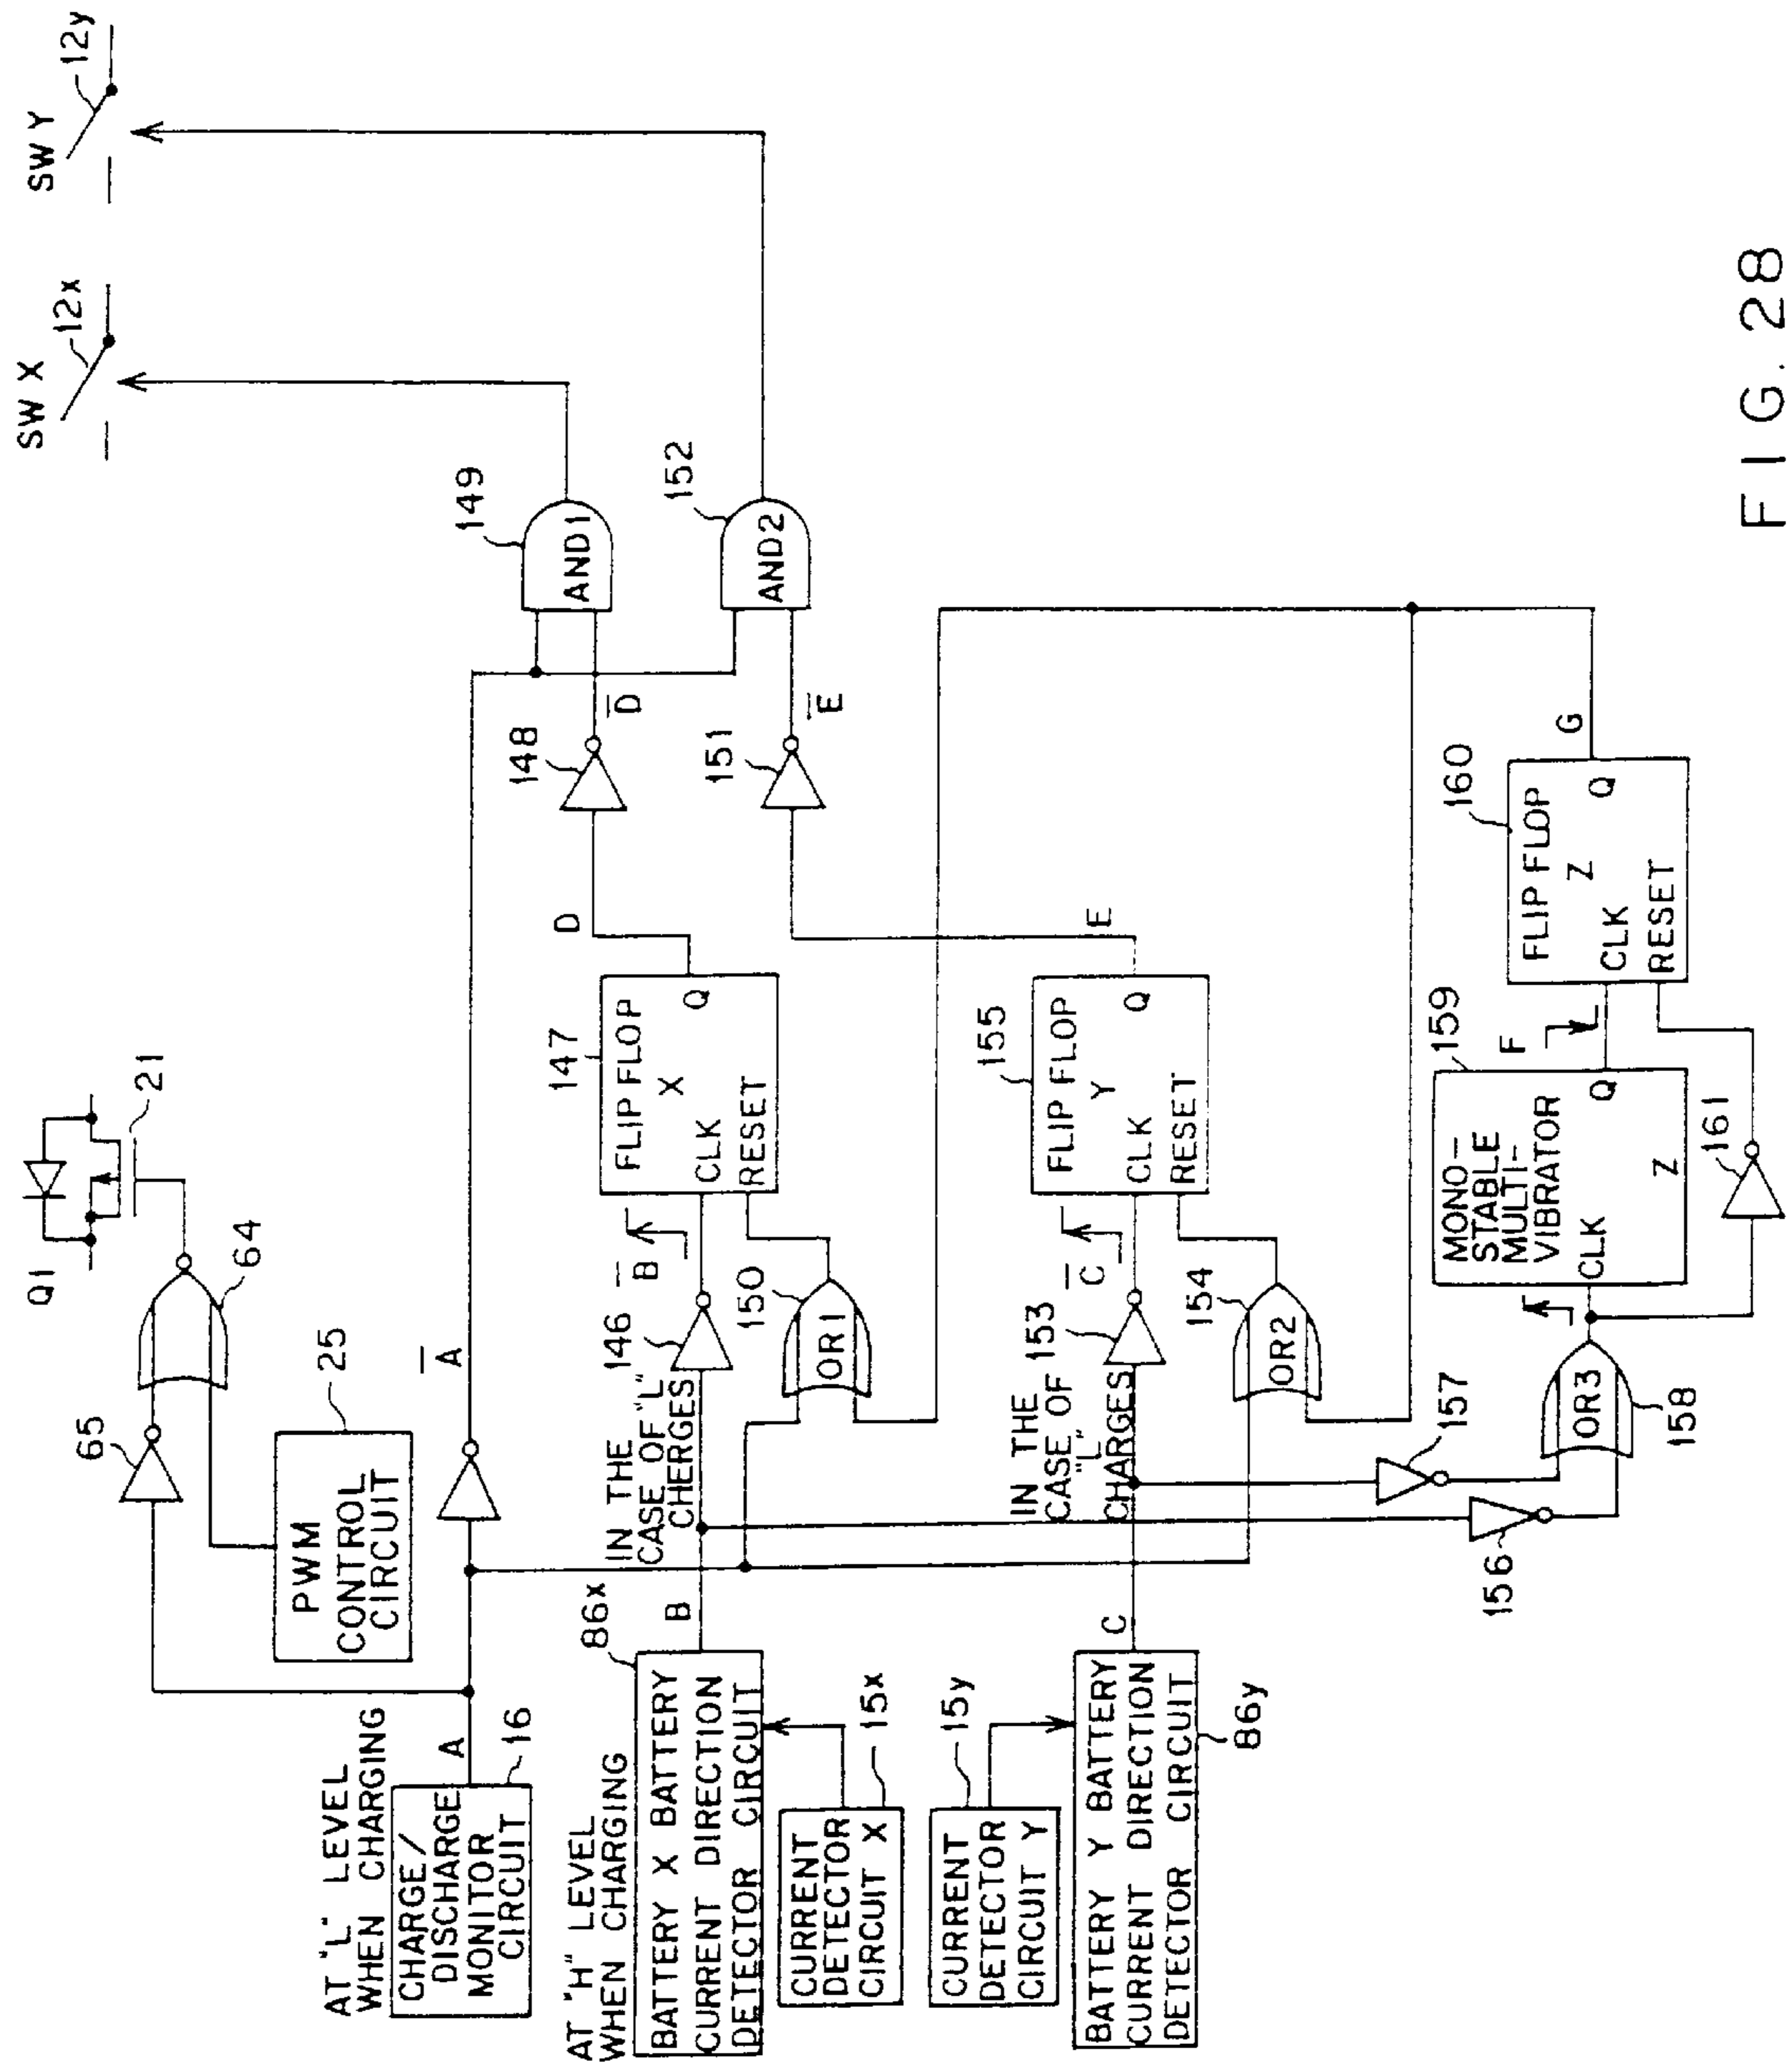 SW X
12x
SW Y
12y
Q1
21
64
65
PWM
CONTROL
CIRCUIT
25
AT "L" LEVEL
WHEN CHARGING
CHARGE/
DISCHARGE
MONITOR
CIRCUIT
16
A
A
149
AND1
152
AND2
AT "H" LEVEL
WHEN CHARGING
BATTERY X BATTERY
CURRENT DIRECTION
DETECTOR CIRCUIT
86x
B
IN THE
CASE OF "L"
CHERGES
146
B
147
FLIP FLOP
X
CLK
Q
RESET
D
148
D
150
OR1
CURRENT
DETECTOR
CIRCUIT X
15x
CURRENT
DETECTOR
CIRCUIT Y
15y
BATTERY Y BATTERY
CURRENT DIRECTION
DETECTOR CIRCUIT
86y
C
IN THE
CASE OF
"L"
CHARGES
153
C
155
FLIP FLOP
Y
CLK
Q
RESET
E
151
E
154
OR2
157
156
OR3
158
MONO-
STABLE
MULTI-
VIBRATOR
CLK
Q
Z
159
F
161
160
FLIP FLOP
Z
CLK
Q
RESET
G
FIG. 28